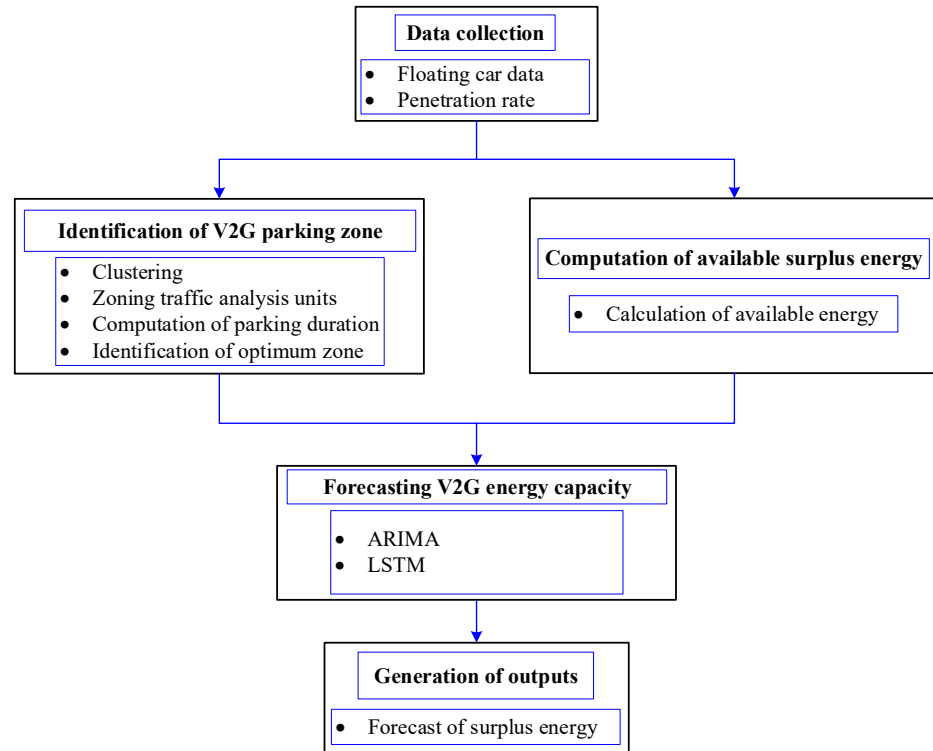 Data collection
• Floating car data
• Penetration rate
Identification of V2G parking zone
• Clustering
• Zoning traffic analysis units
• Computation of parking duration
• Identification of optimum zone
Computation of available surplus energy
• Calculation of available energy
Forecasting V2G energy capacity
• ARIMA
• LSTM
Generation of outputs
• Forecast of surplus energy